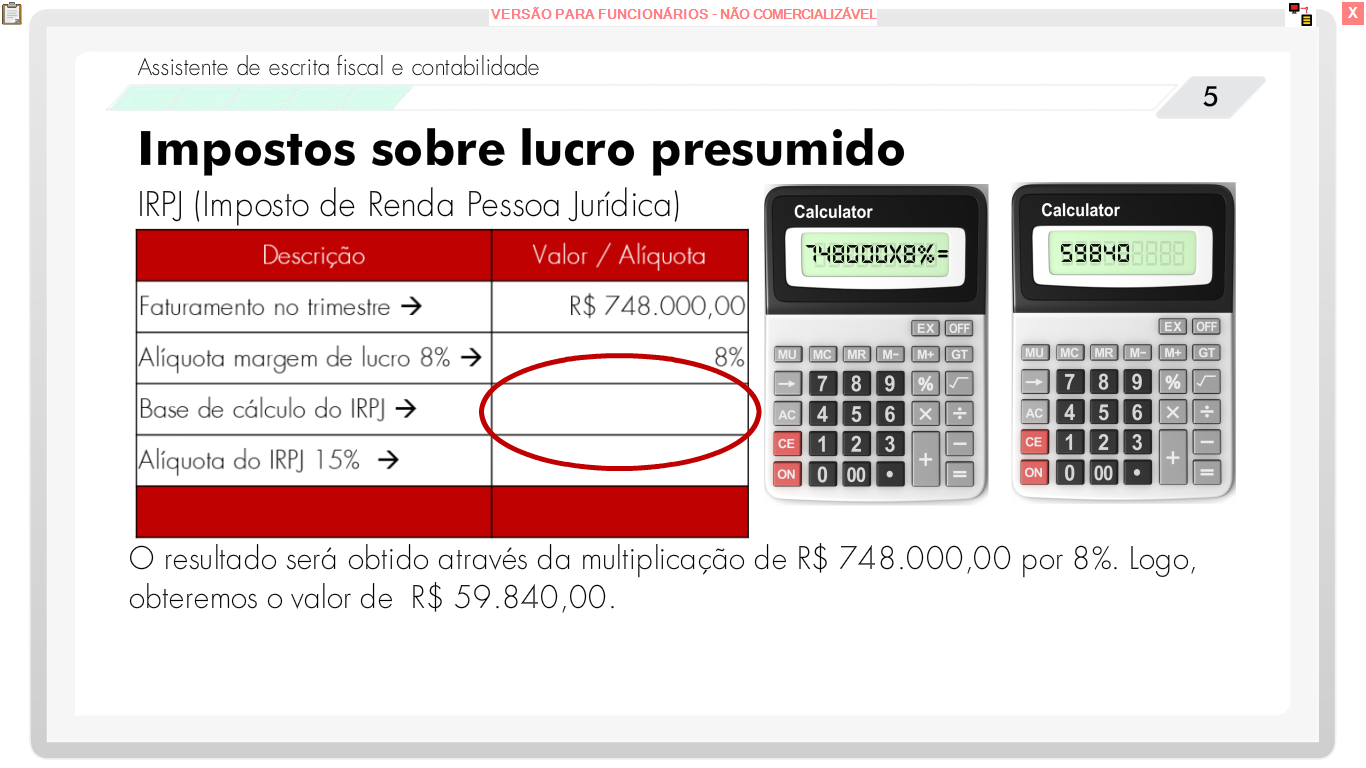 VERSÃO PARA FUNCIONÁRIOS - NÃO COMERCIALIZÁVEL
X
Assistente de escrita fiscal e contabilidade
5
Impostos sobre lucro presumido
IRPJ (Imposto de Renda Pessoa Jurídica)
Descrição Valor / Alíquota
Faturamento no trimestre → R$ 748.000,00
Alíquota margem de lucro 8% → 8%
Base de cálculo do IRPJ →
Alíquota do IRPJ 15% →
Calculator
748000X8%=
EX OFF
MU MC MR M− M+ GT
→ 7 8 9 % √
AC 4 5 6 × ÷
CE 1 2 3 + −
ON 0 00 • =
Calculator
59840
EX OFF
MU MC MR M− M+ GT
→ 7 8 9 % √
AC 4 5 6 × ÷
CE 1 2 3 + −
ON 0 00 • =
O resultado será obtido através da multiplicação de R$ 748.000,00 por 8%. Logo,
obteremos o valor de R$ 59.840,00.